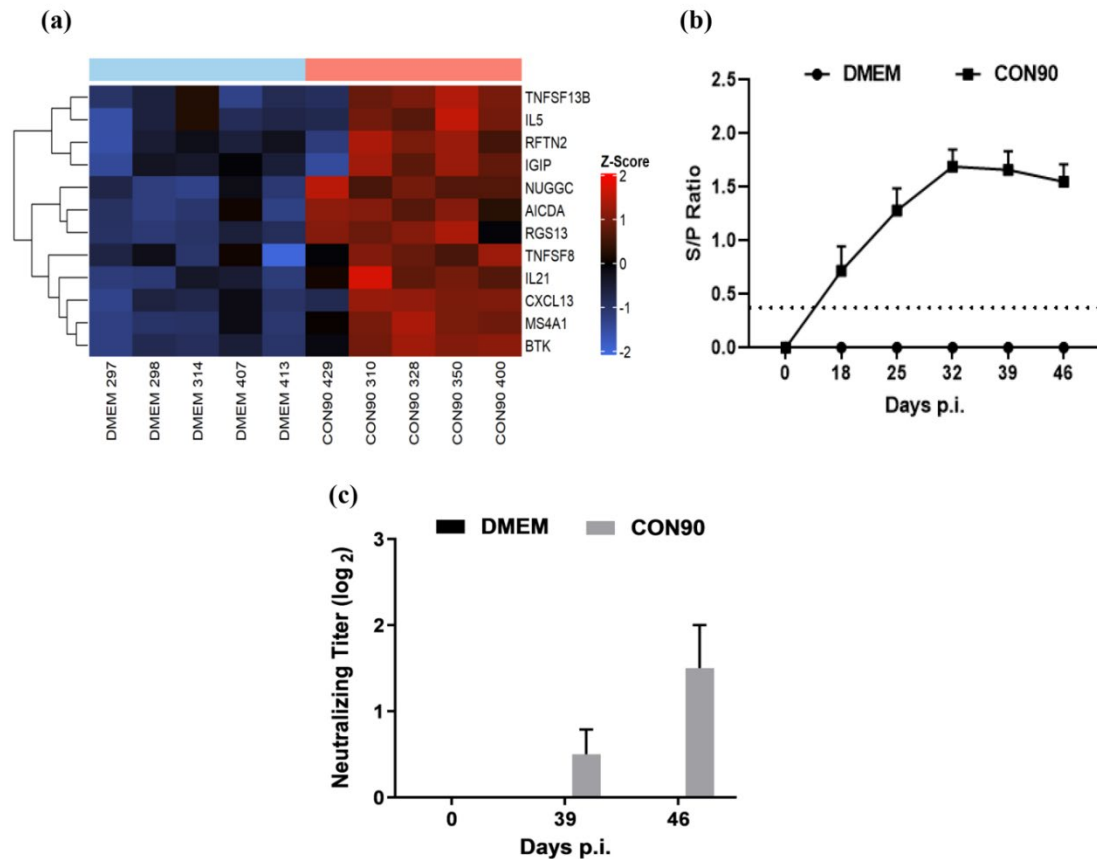 (a)
TNFSF13B
IL5
RFTN2
IGIP
NUGGC
AICDA
RGS13
TNFSF8
IL21
CXCL13
MS4A1
BTK
DMEM 297
DMEM 298
DMEM 314
DMEM 407
DMEM 413
CON90 429
CON90 310
CON90 328
CON90 350
CON90 400
Z-Score
2
1
0
-1
-2
(b)
DMEM CON90
S/P Ratio
2.5
2.0
1.5
1.0
0.5
0.0
0 18 25 32 39 46
Days p.i.
(c)
DMEM CON90
Neutralizing Titer (log 2)
3
2
1
0
0 39 46
Days p.i.